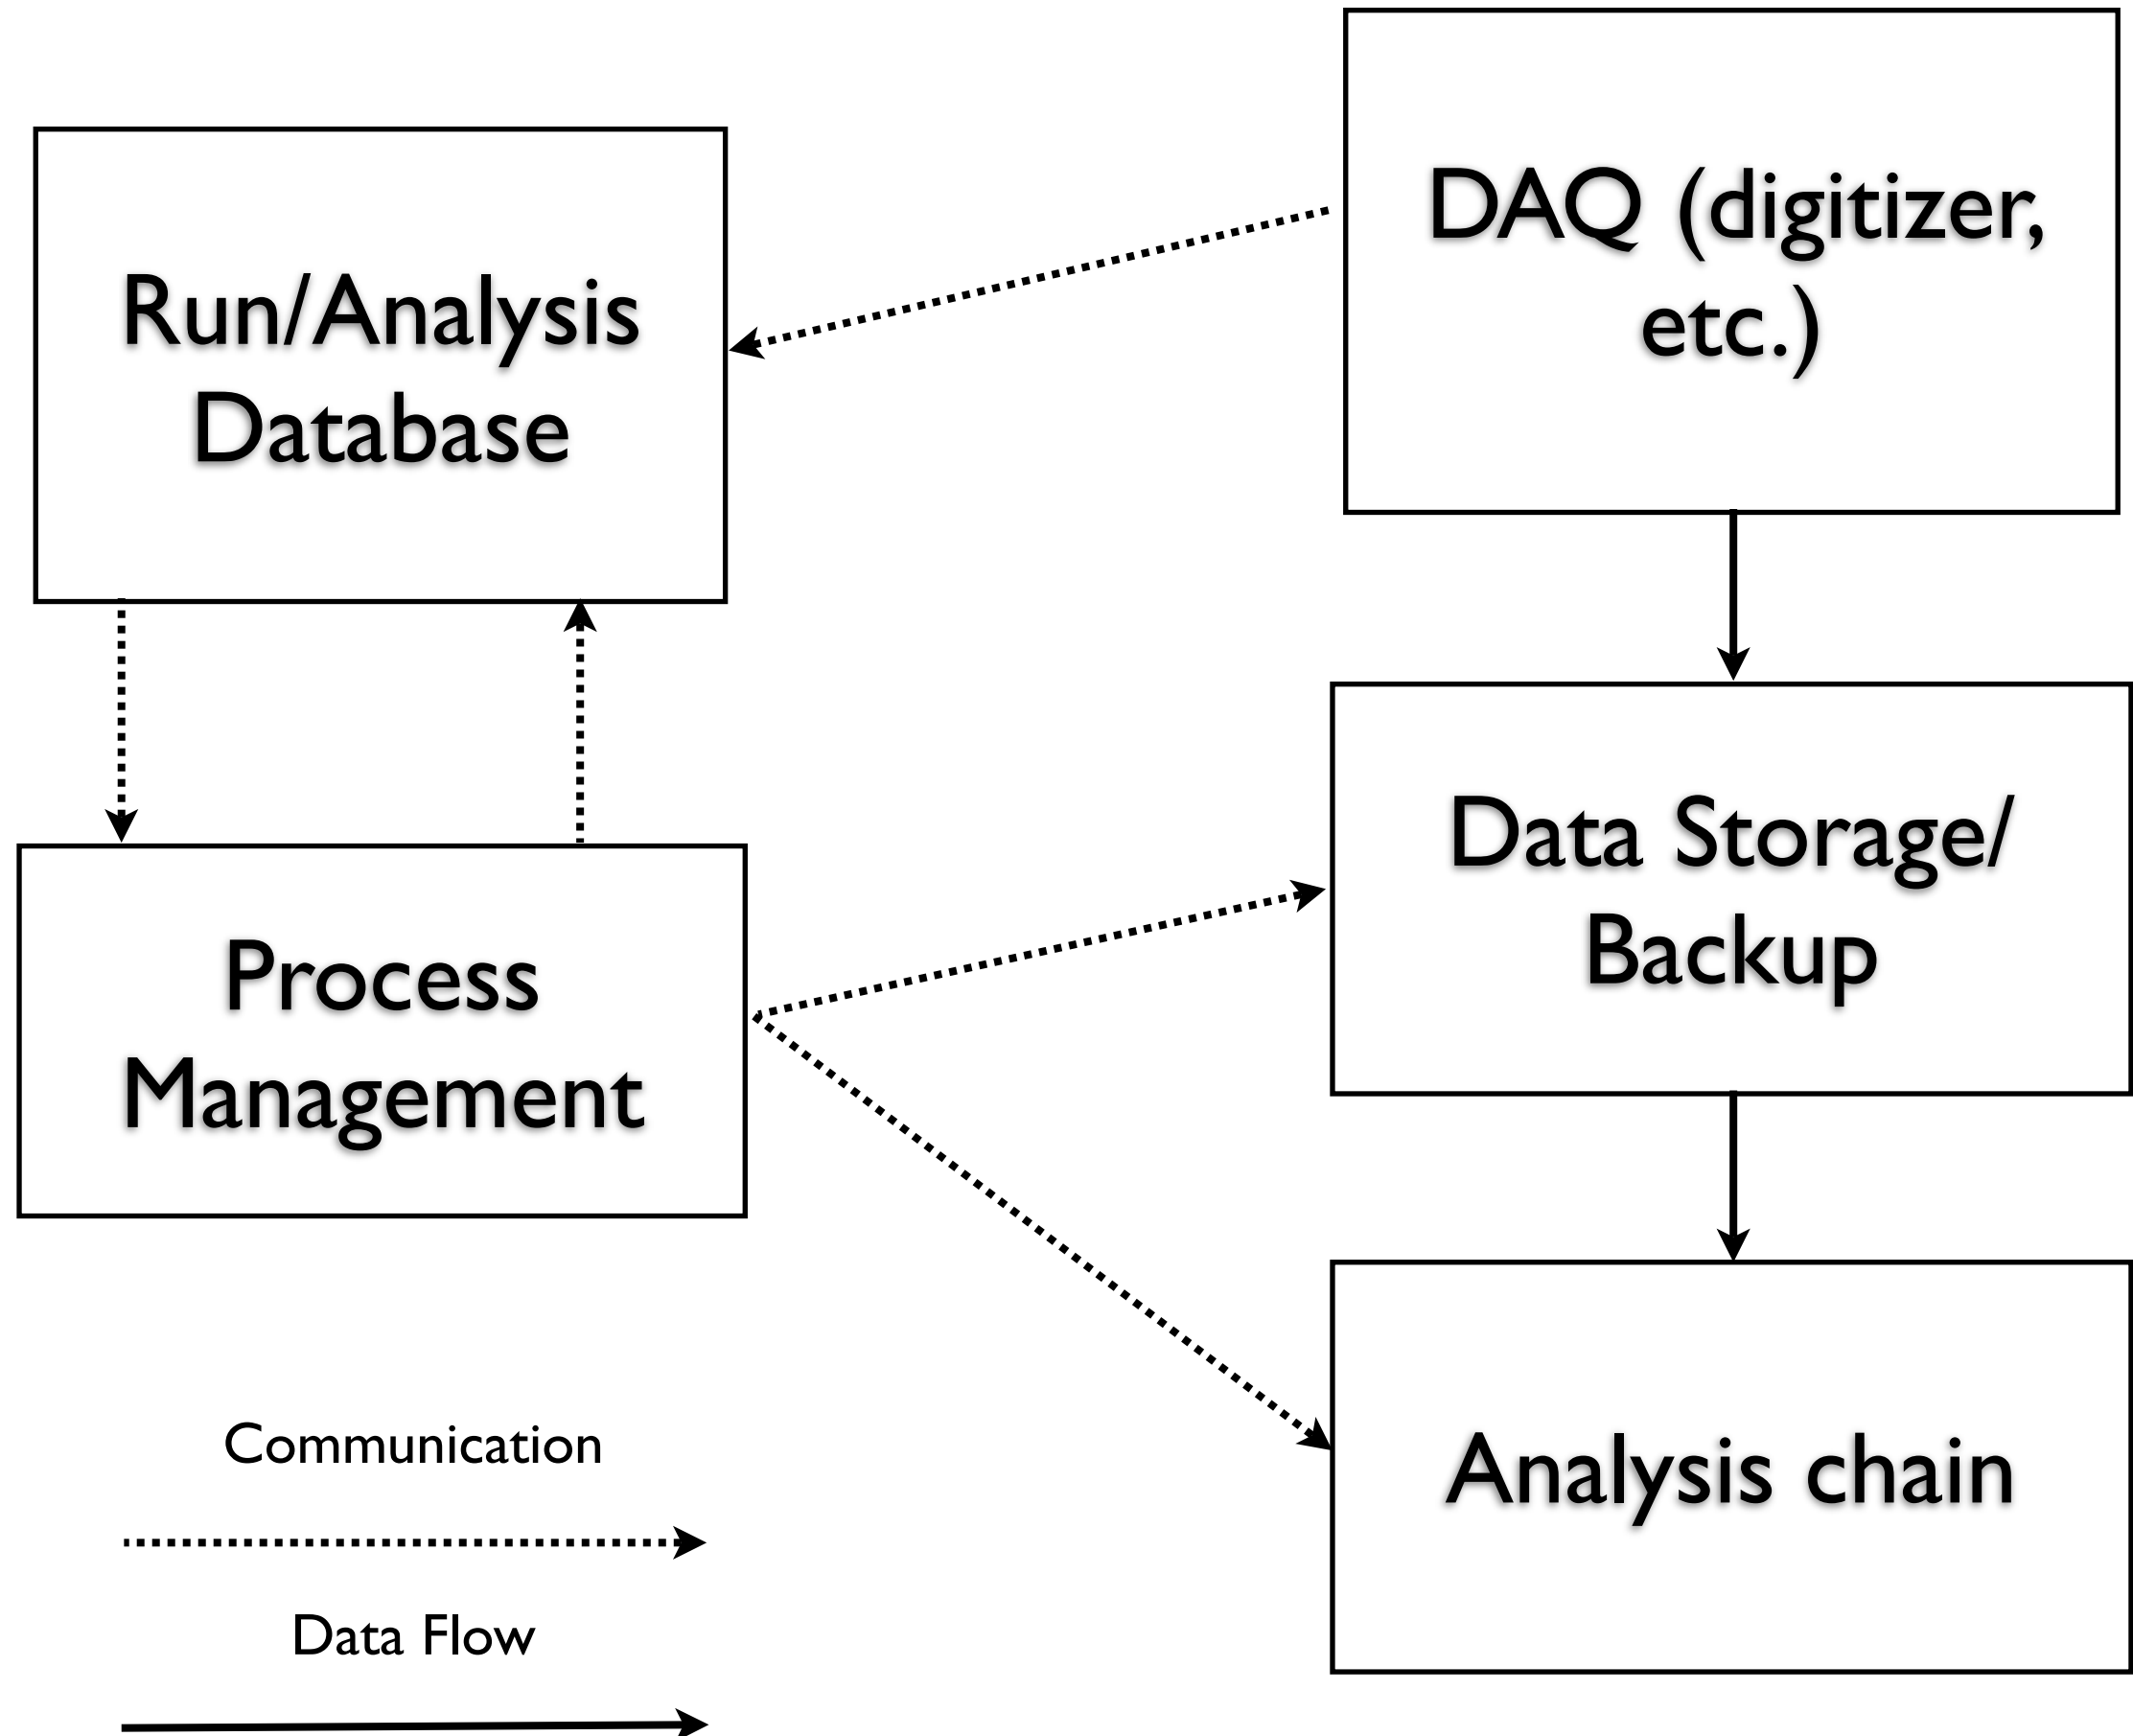 DAQ (digitizer,
etc.)
Run/Analysis
Database
Data Storage/
Backup
Process
Management
Analysis chain
Communication
Data Flow